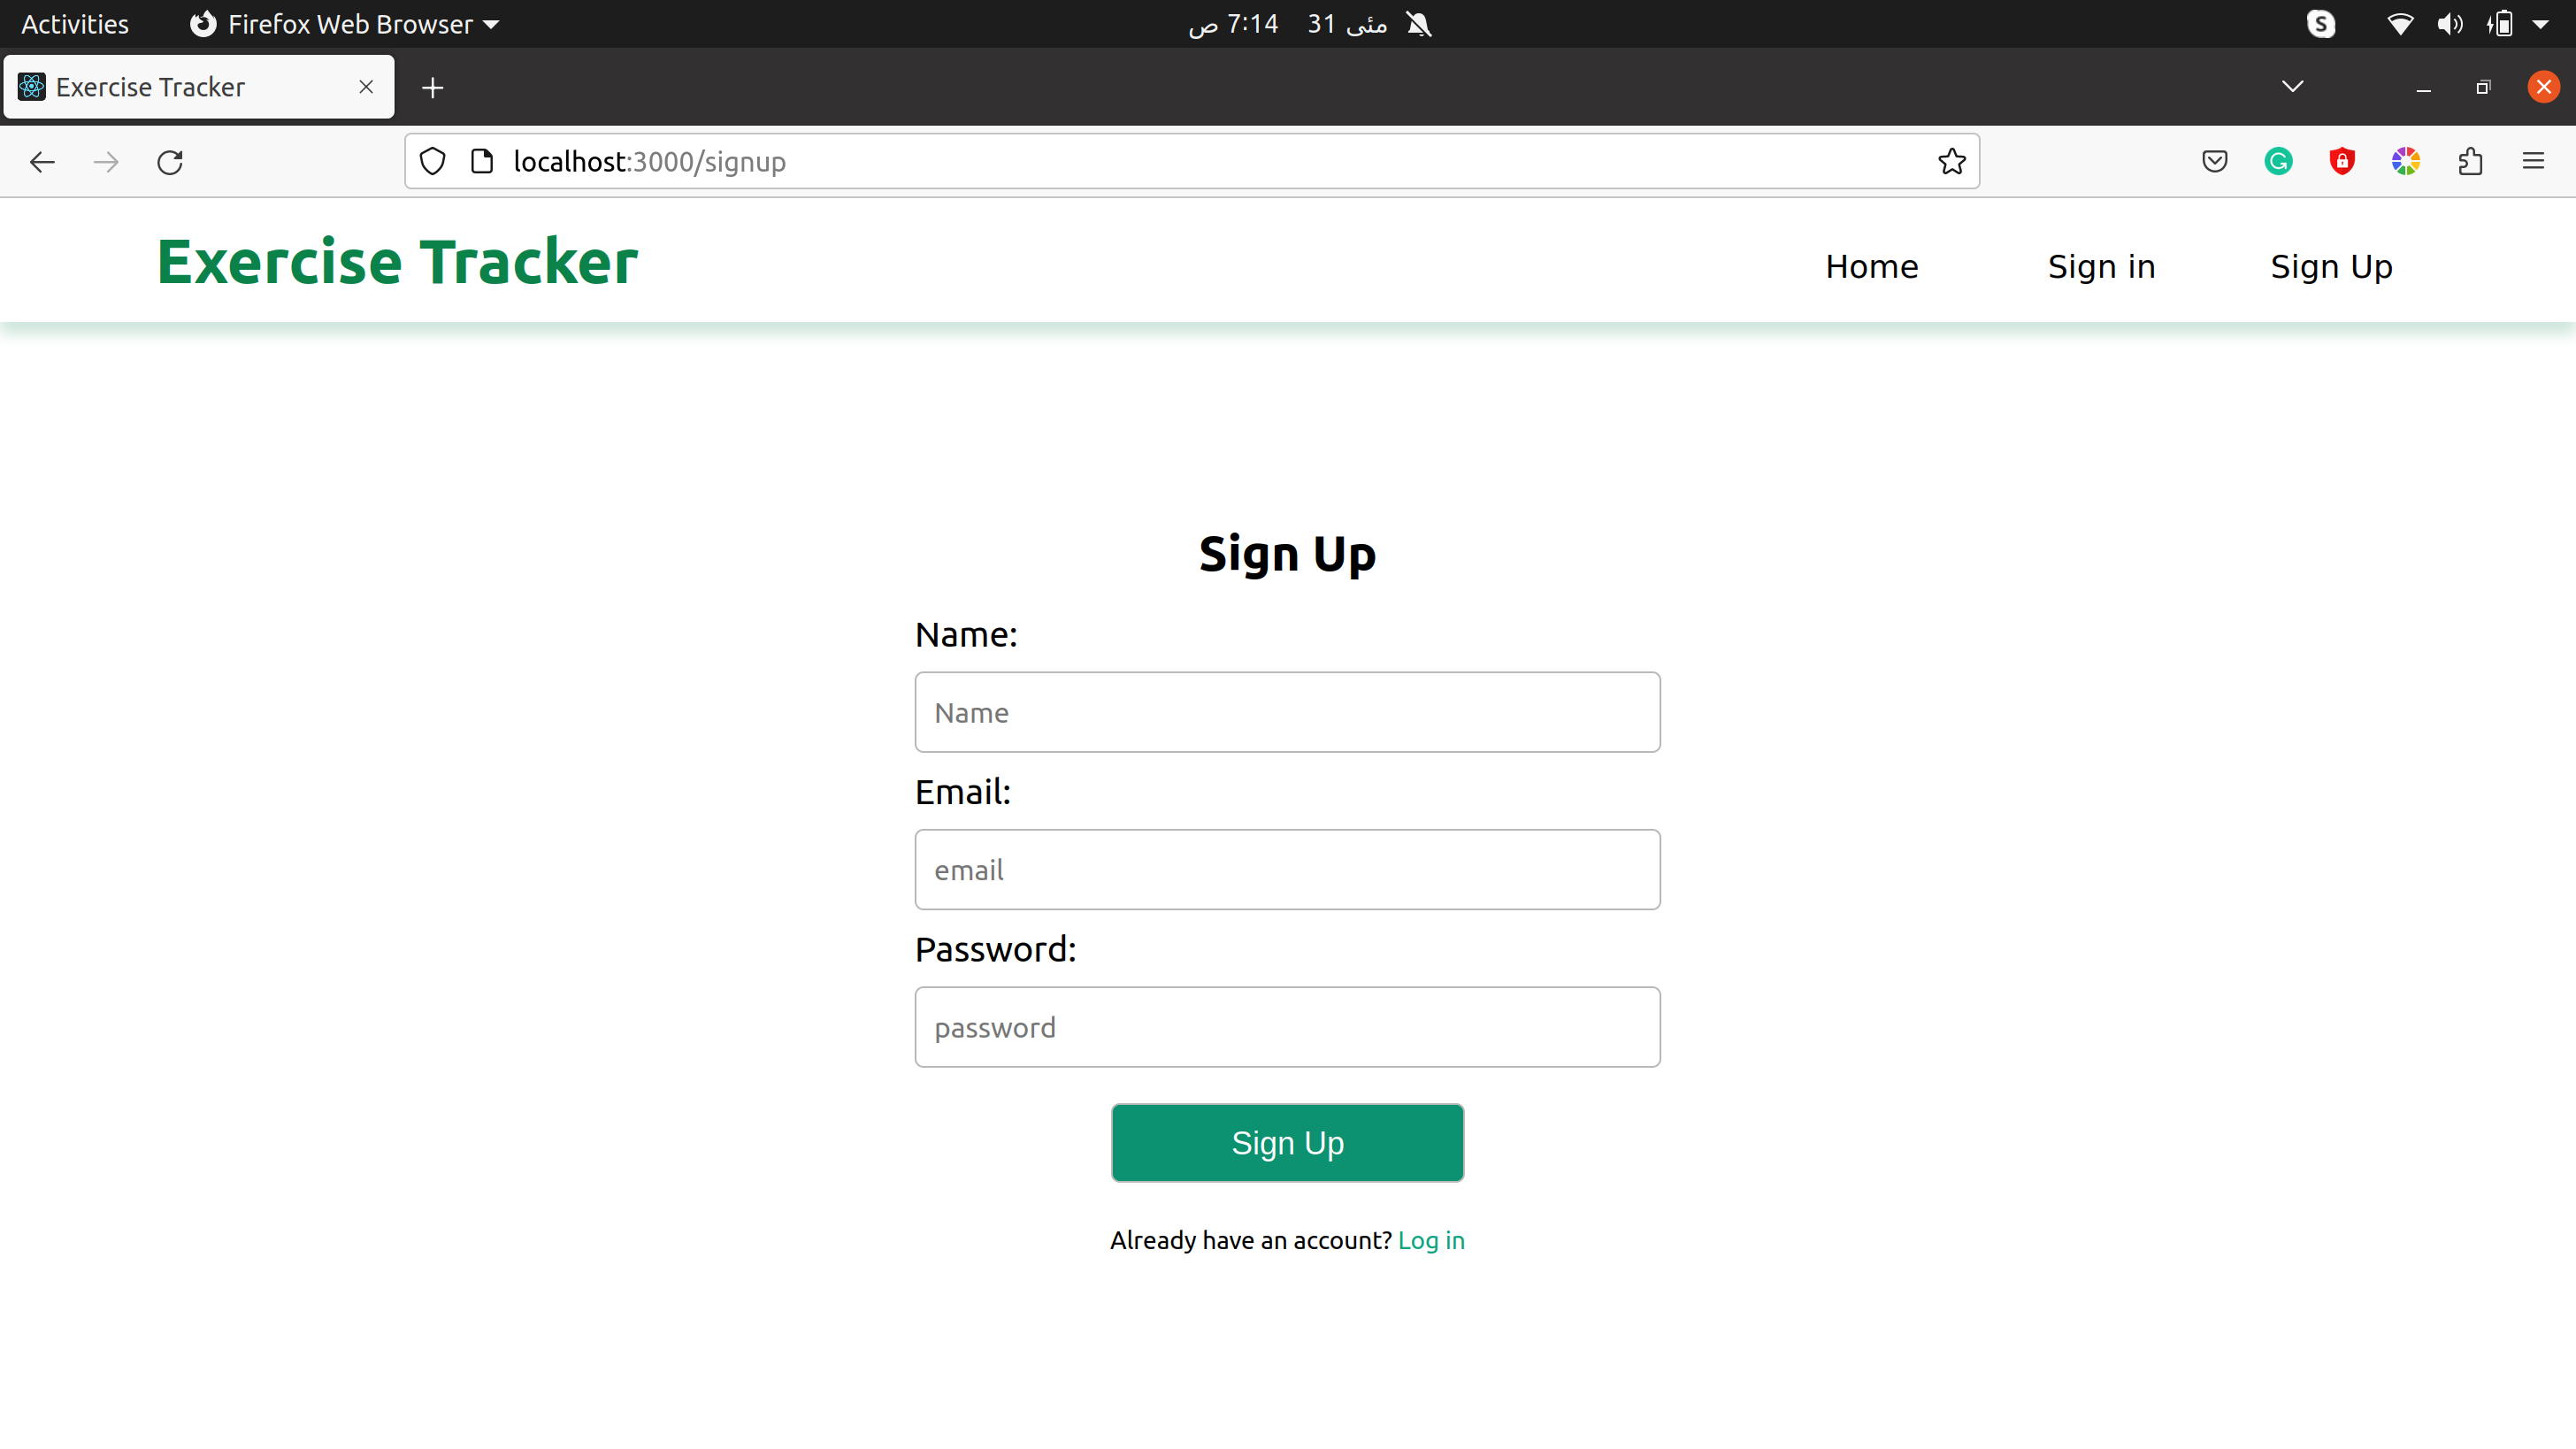 Activities
Firefox Web Browser
مئی 31 7:14 ص
Exercise Tracker
localhost:3000/signup
Exercise Tracker
Home
Sign in
Sign Up
Sign Up
Name:
Name
Email:
email
Password:
password
Sign Up
Already have an account? Log in